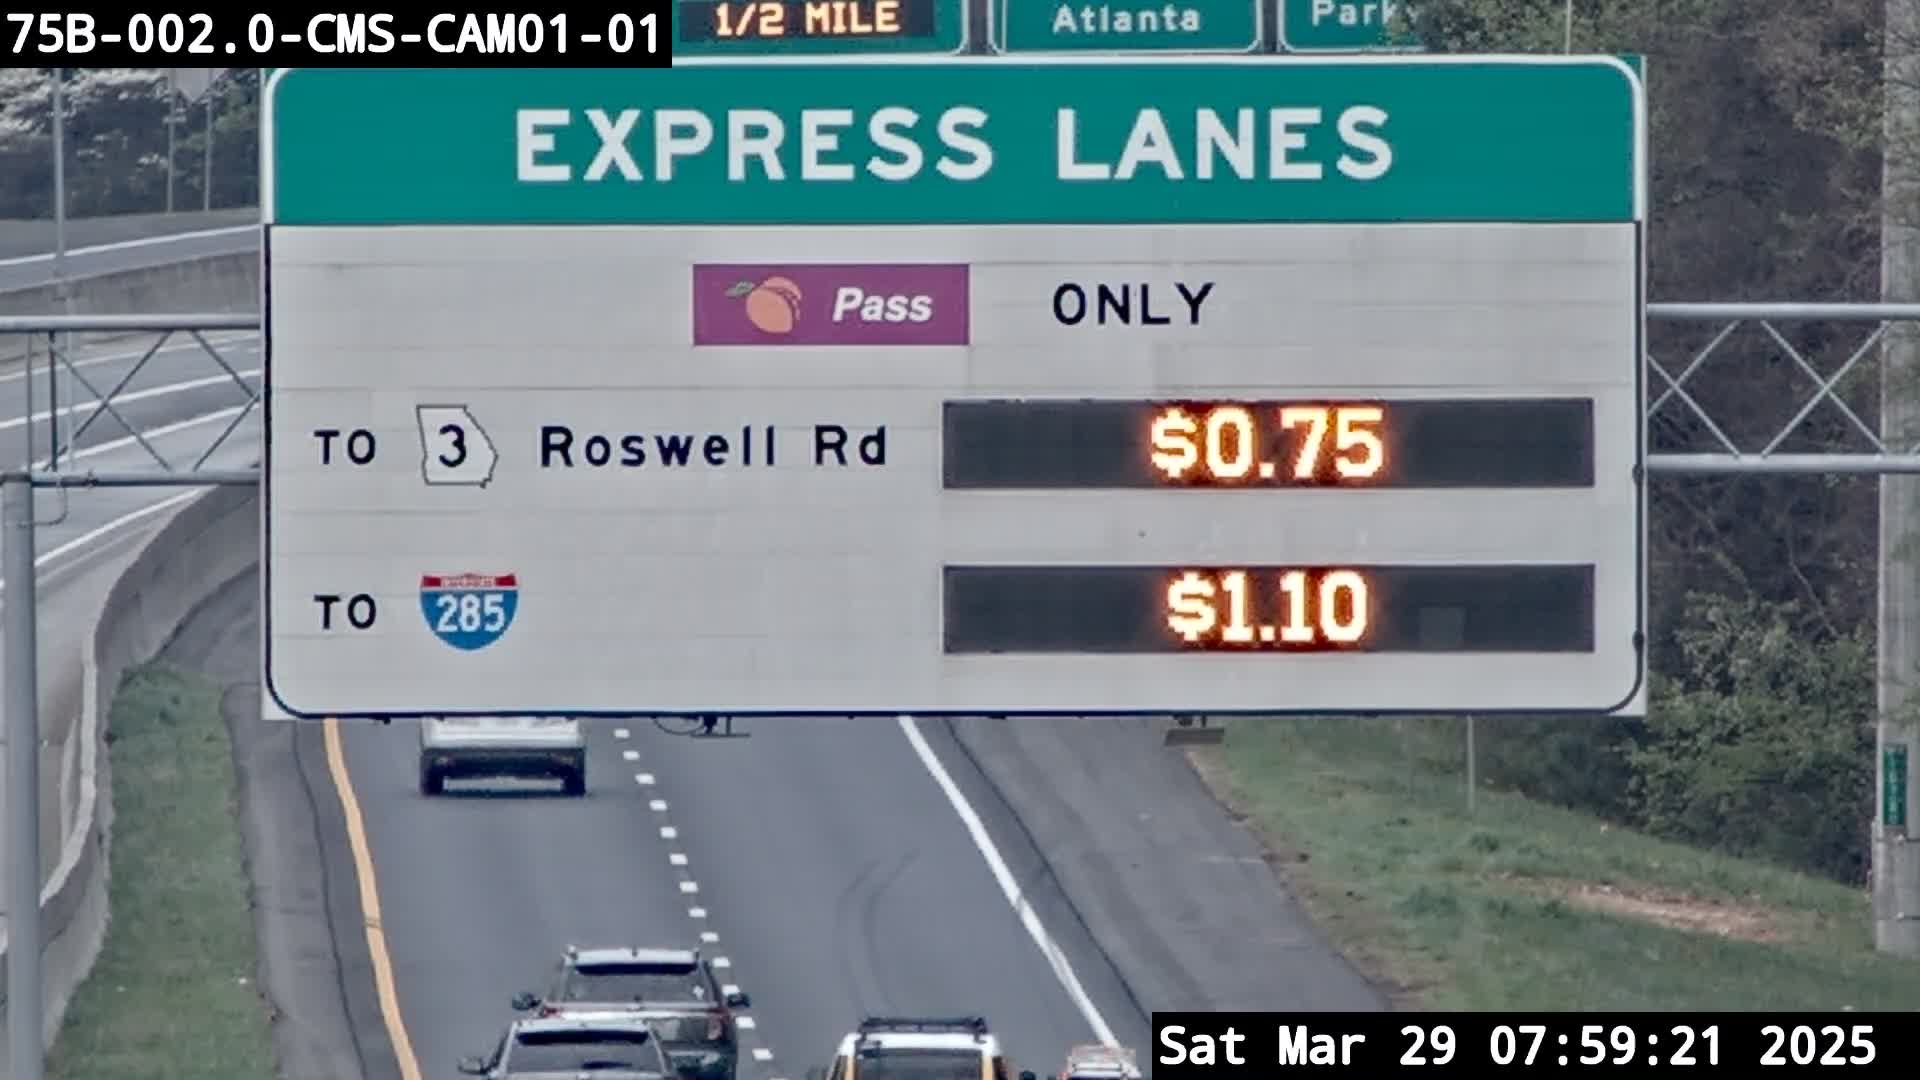 75B-002.0-CMS-CAM01-01
1/2 MILE
Atlanta
EXPRESS LANES
Pass ONLY
TO 3 Roswell Rd $0.75
TO 285 $1.10
Sat Mar 29 07:59:21 2025